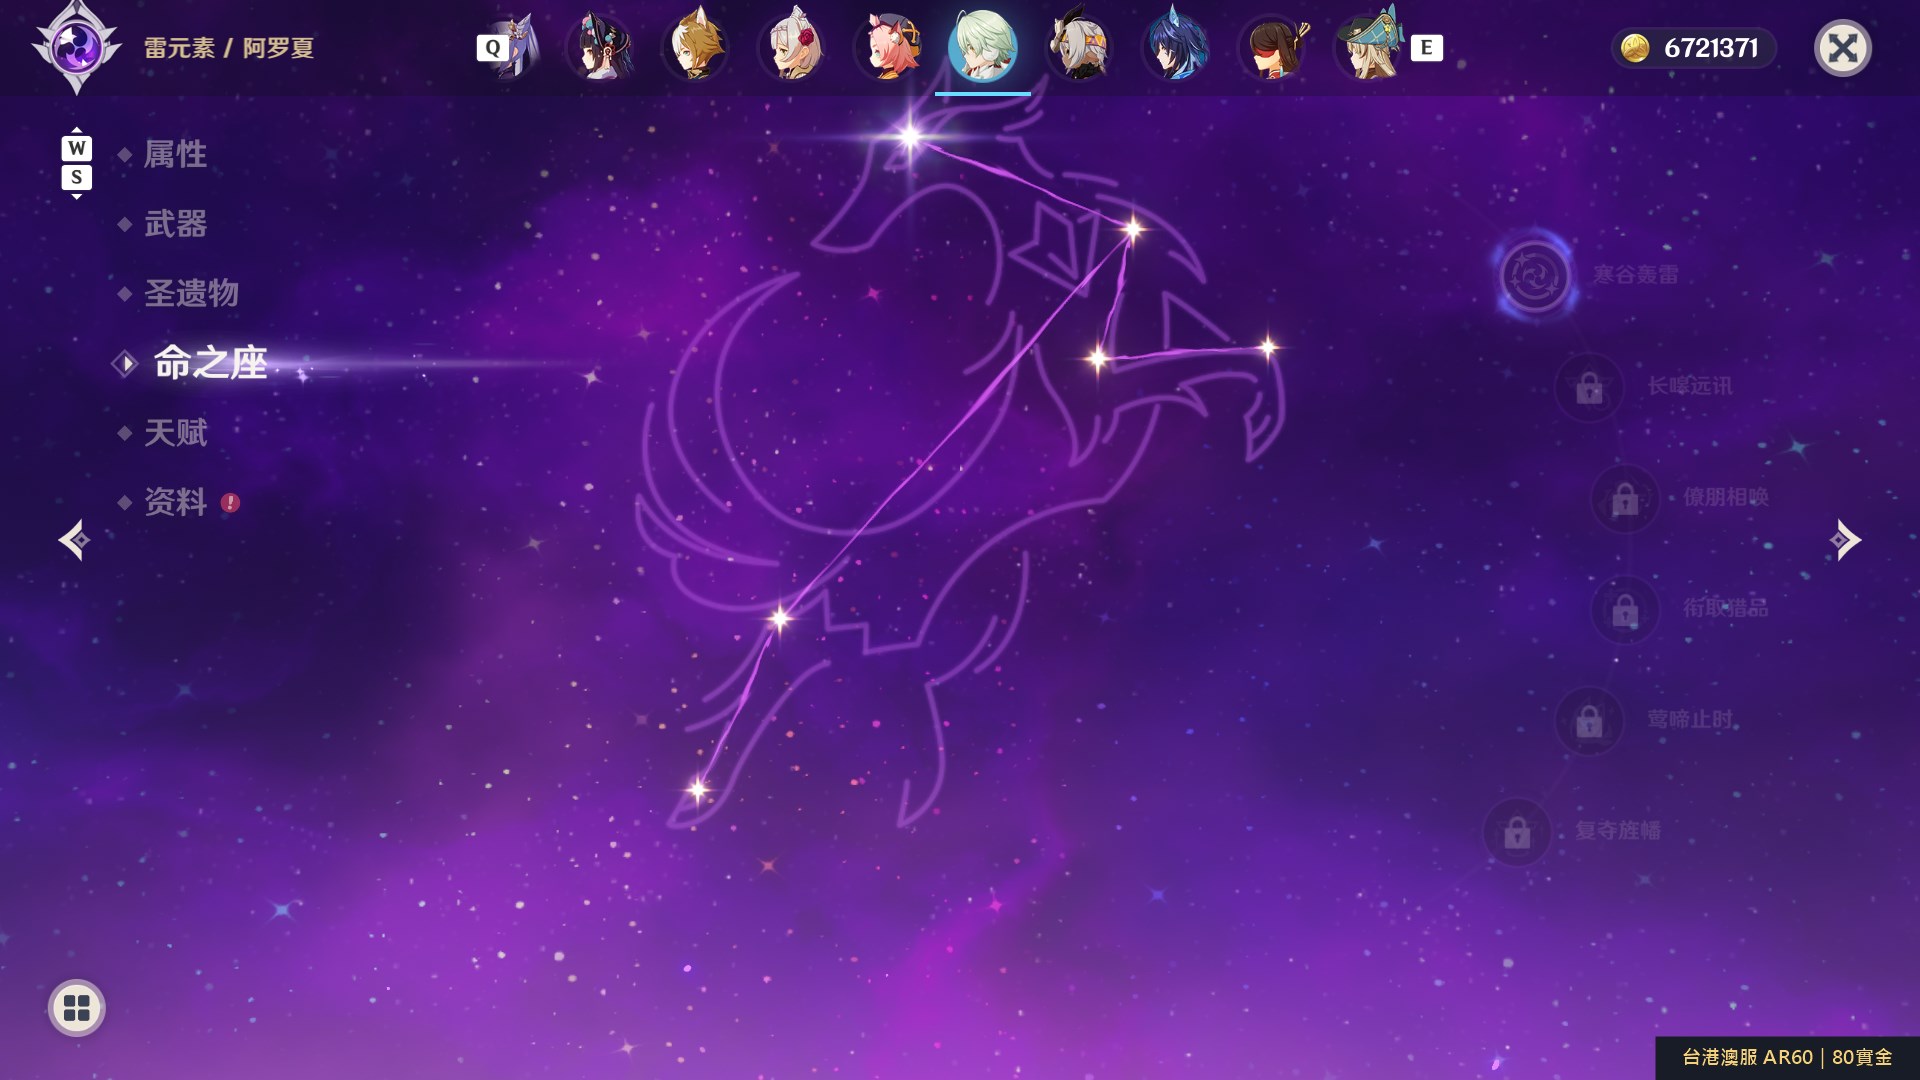 雷元素 / 阿罗夏
Q
E
6721371
W
S
属性
武器
圣遗物
命之座
天赋
资料
寒谷轰雷
长嗥远讯
僚朋相唤
衔取猎品
莺啼止时
复夺旌幡
台港澳服 AR60 | 80實金